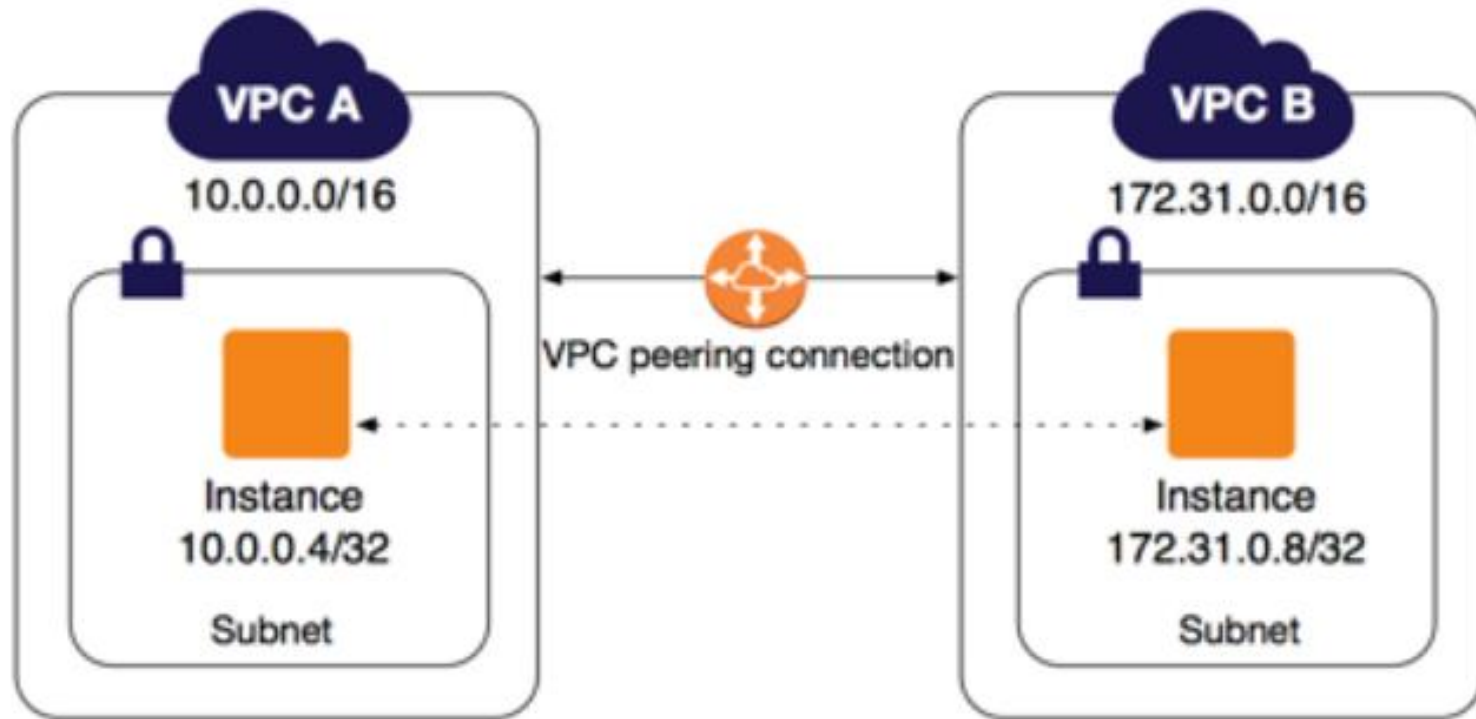 VPC A
10.0.0.0/16
Instance
10.0.0.4/32
Subnet
VPC peering connection
VPC B
172.31.0.0/16
Instance
172.31.0.8/32
Subnet